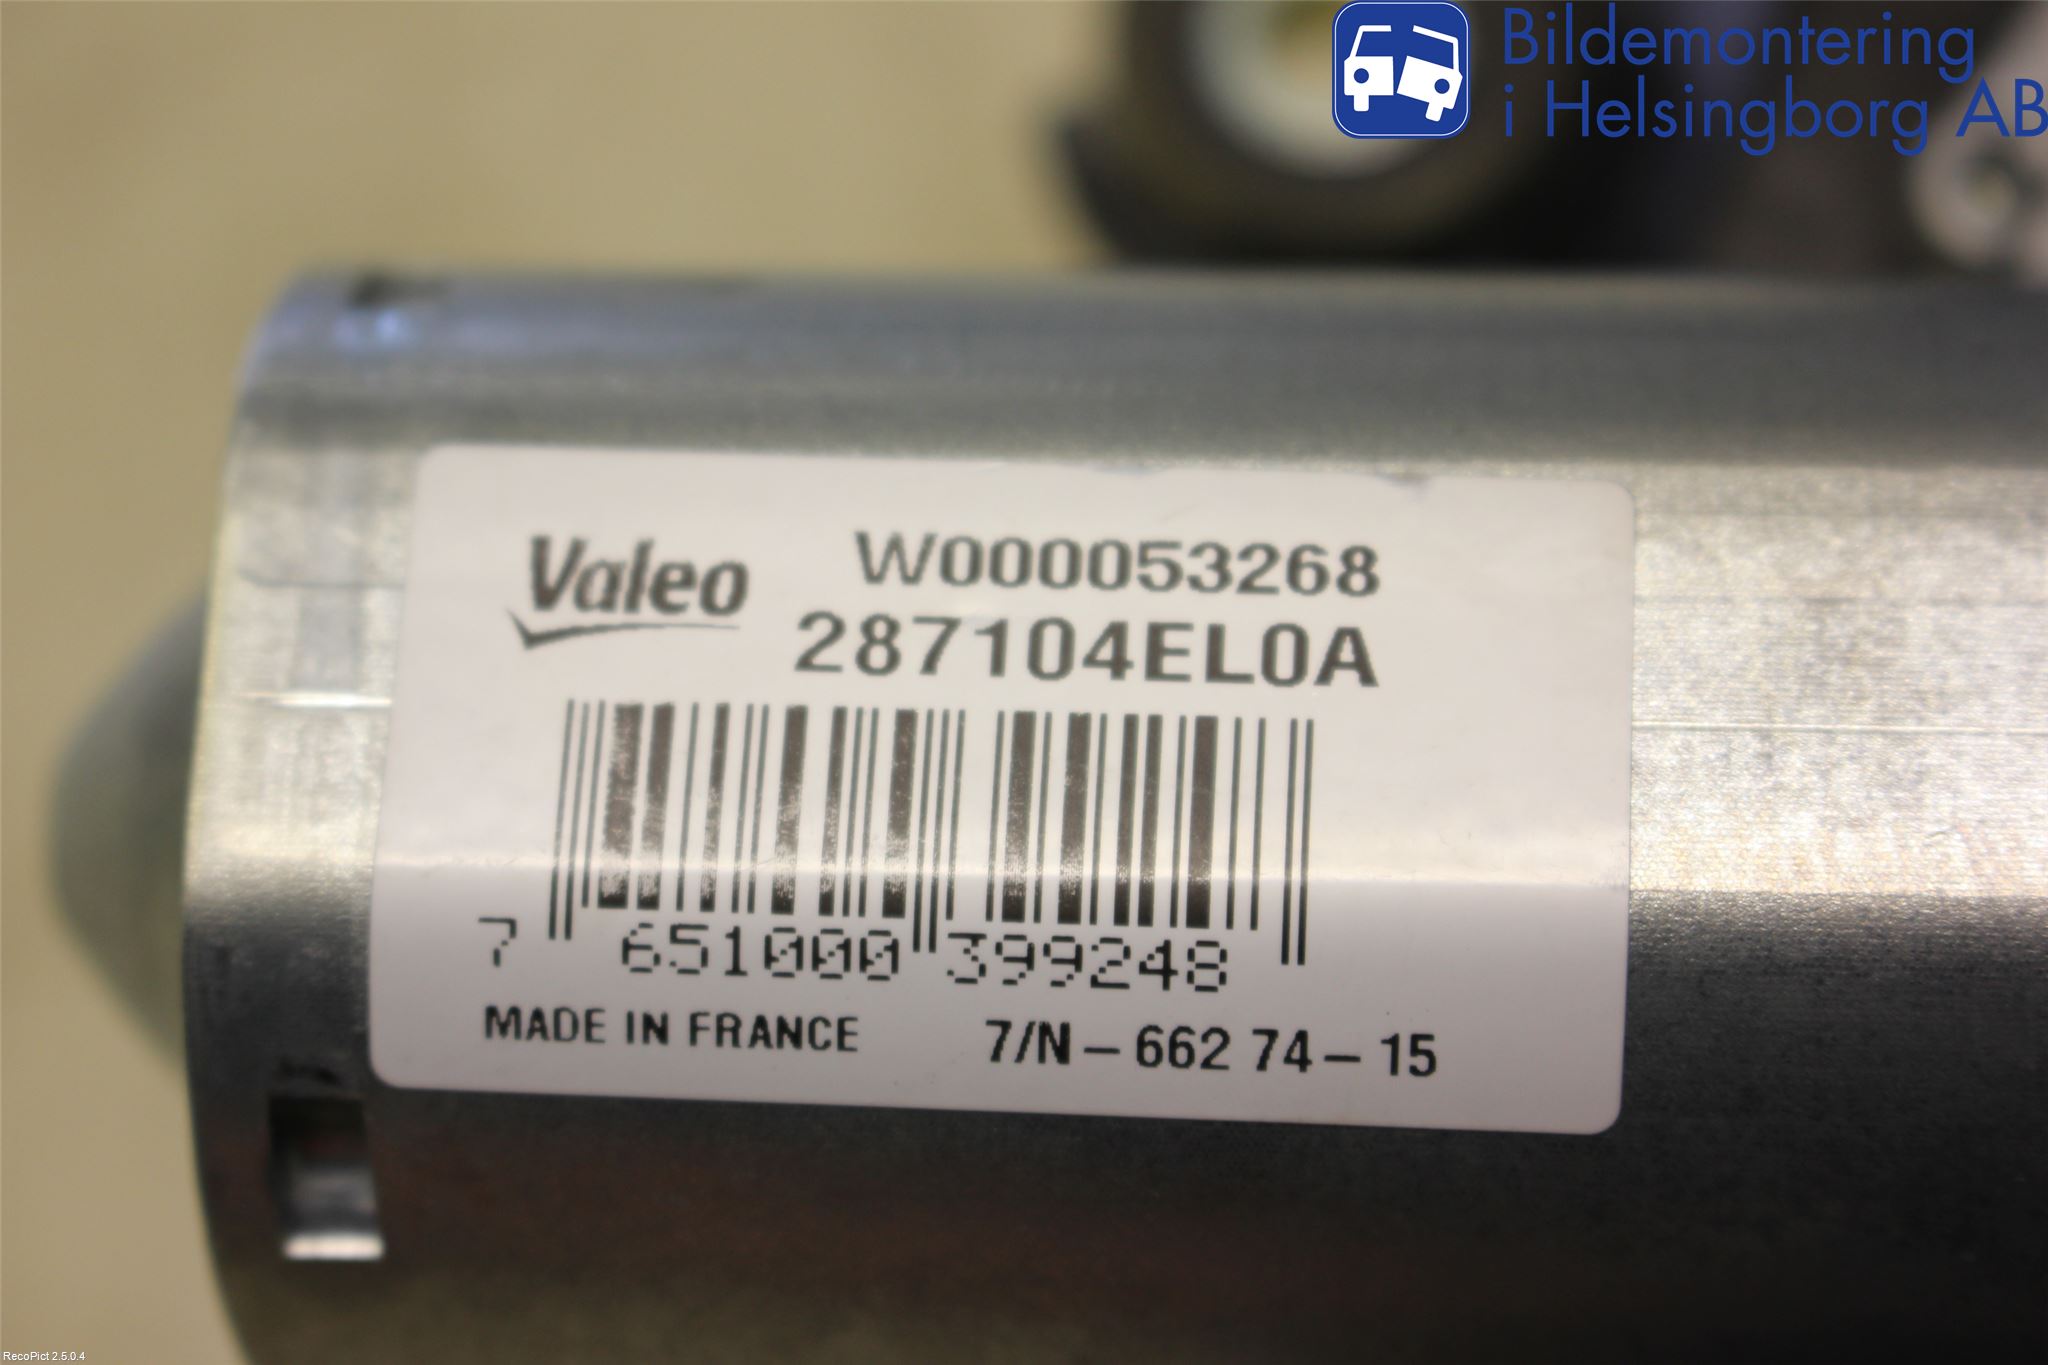 Bildemontering
i Helsingborg AB
Valeo
W000053268
287104EL0A
7 651000 399248
MADE IN FRANCE 7/N-662 74-15
RecoPict 2.5.0.4